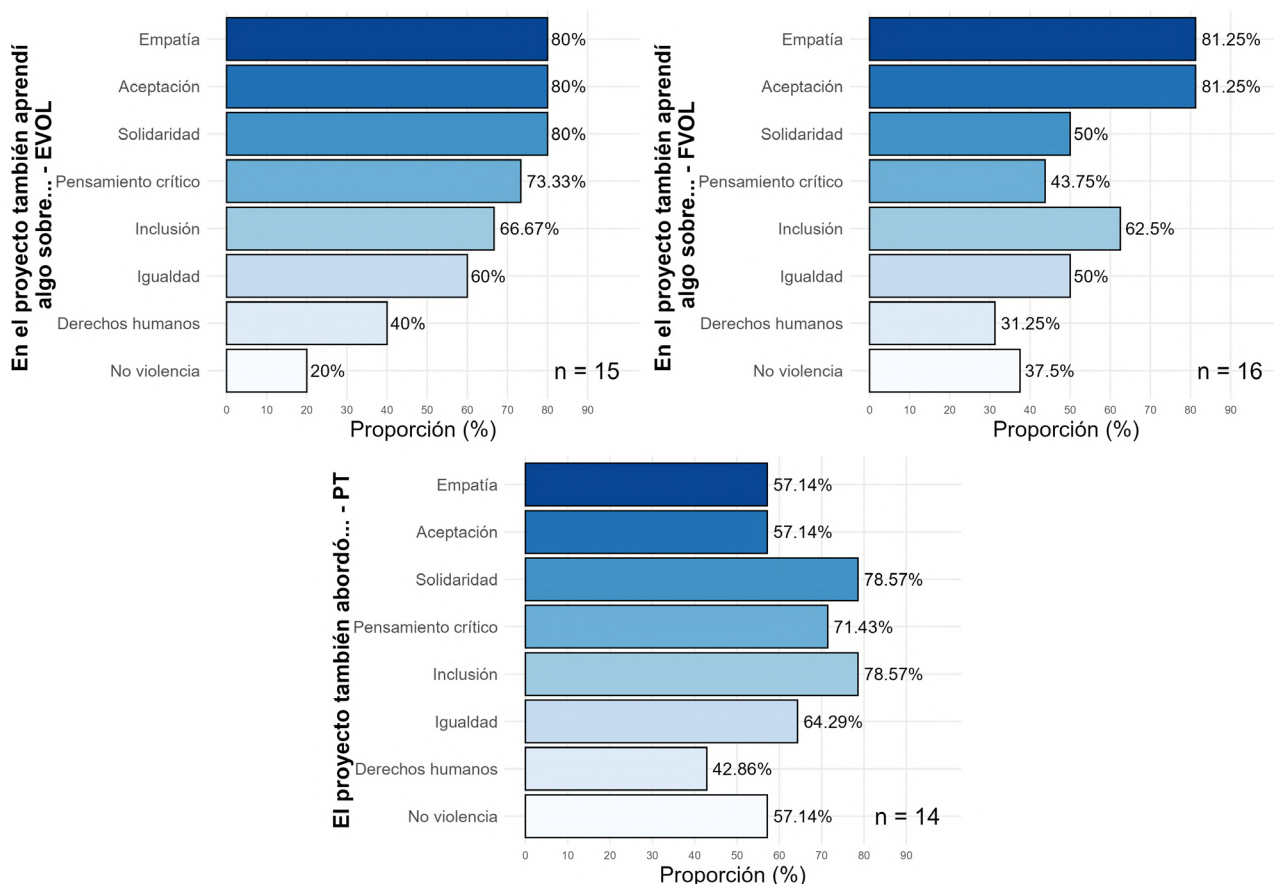 En el proyecto también aprendí
algo sobre... - EVOL
Empatía 80%
Aceptación 80%
Solidaridad 80%
Pensamiento crítico 73.33%
Inclusión 66.67%
Igualdad 60%
Derechos humanos 40%
No violencia 20%
n = 15
0 10 20 30 40 50 60 70 80 90
Proporción (%)
En el proyecto también aprendí
algo sobre... - FVOL
Empatía 81.25%
Aceptación 81.25%
Solidaridad 50%
Pensamiento crítico 43.75%
Inclusión 62.5%
Igualdad 50%
Derechos humanos 31.25%
No violencia 37.5%
n = 16
0 10 20 30 40 50 60 70 80 90
Proporción (%)
El proyecto también abordó... - PT
Empatía 57.14%
Aceptación 57.14%
Solidaridad 78.57%
Pensamiento crítico 71.43%
Inclusión 78.57%
Igualdad 64.29%
Derechos humanos 42.86%
No violencia 57.14%
n = 14
0 10 20 30 40 50 60 70 80 90
Proporción (%)